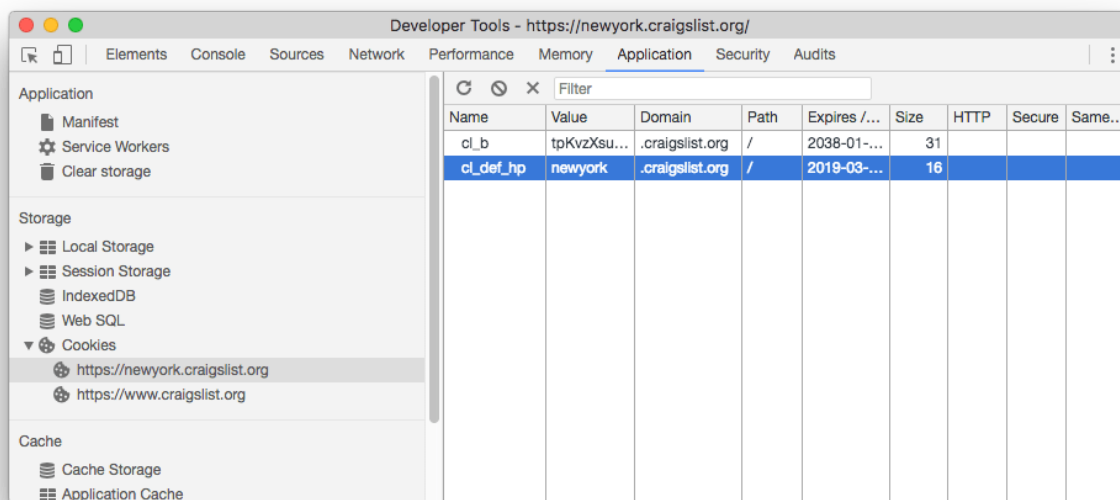 Developer Tools - https://newyork.craigslist.org/
Elements Console Sources Network Performance Memory Application Security Audits
Application
Manifest
Service Workers
Clear storage
Storage
Local Storage
Session Storage
IndexedDB
Web SQL
Cookies
https://newyork.craigslist.org
https://www.craigslist.org
Cache
Cache Storage
Application Cache
Filter
Name Value Domain Path Expires /... Size HTTP Secure Same...
cl_b tpKvzXsu... .craigslist.org / 2038-01-... 31
cl_def_hp newyork .craigslist.org / 2019-03-... 16